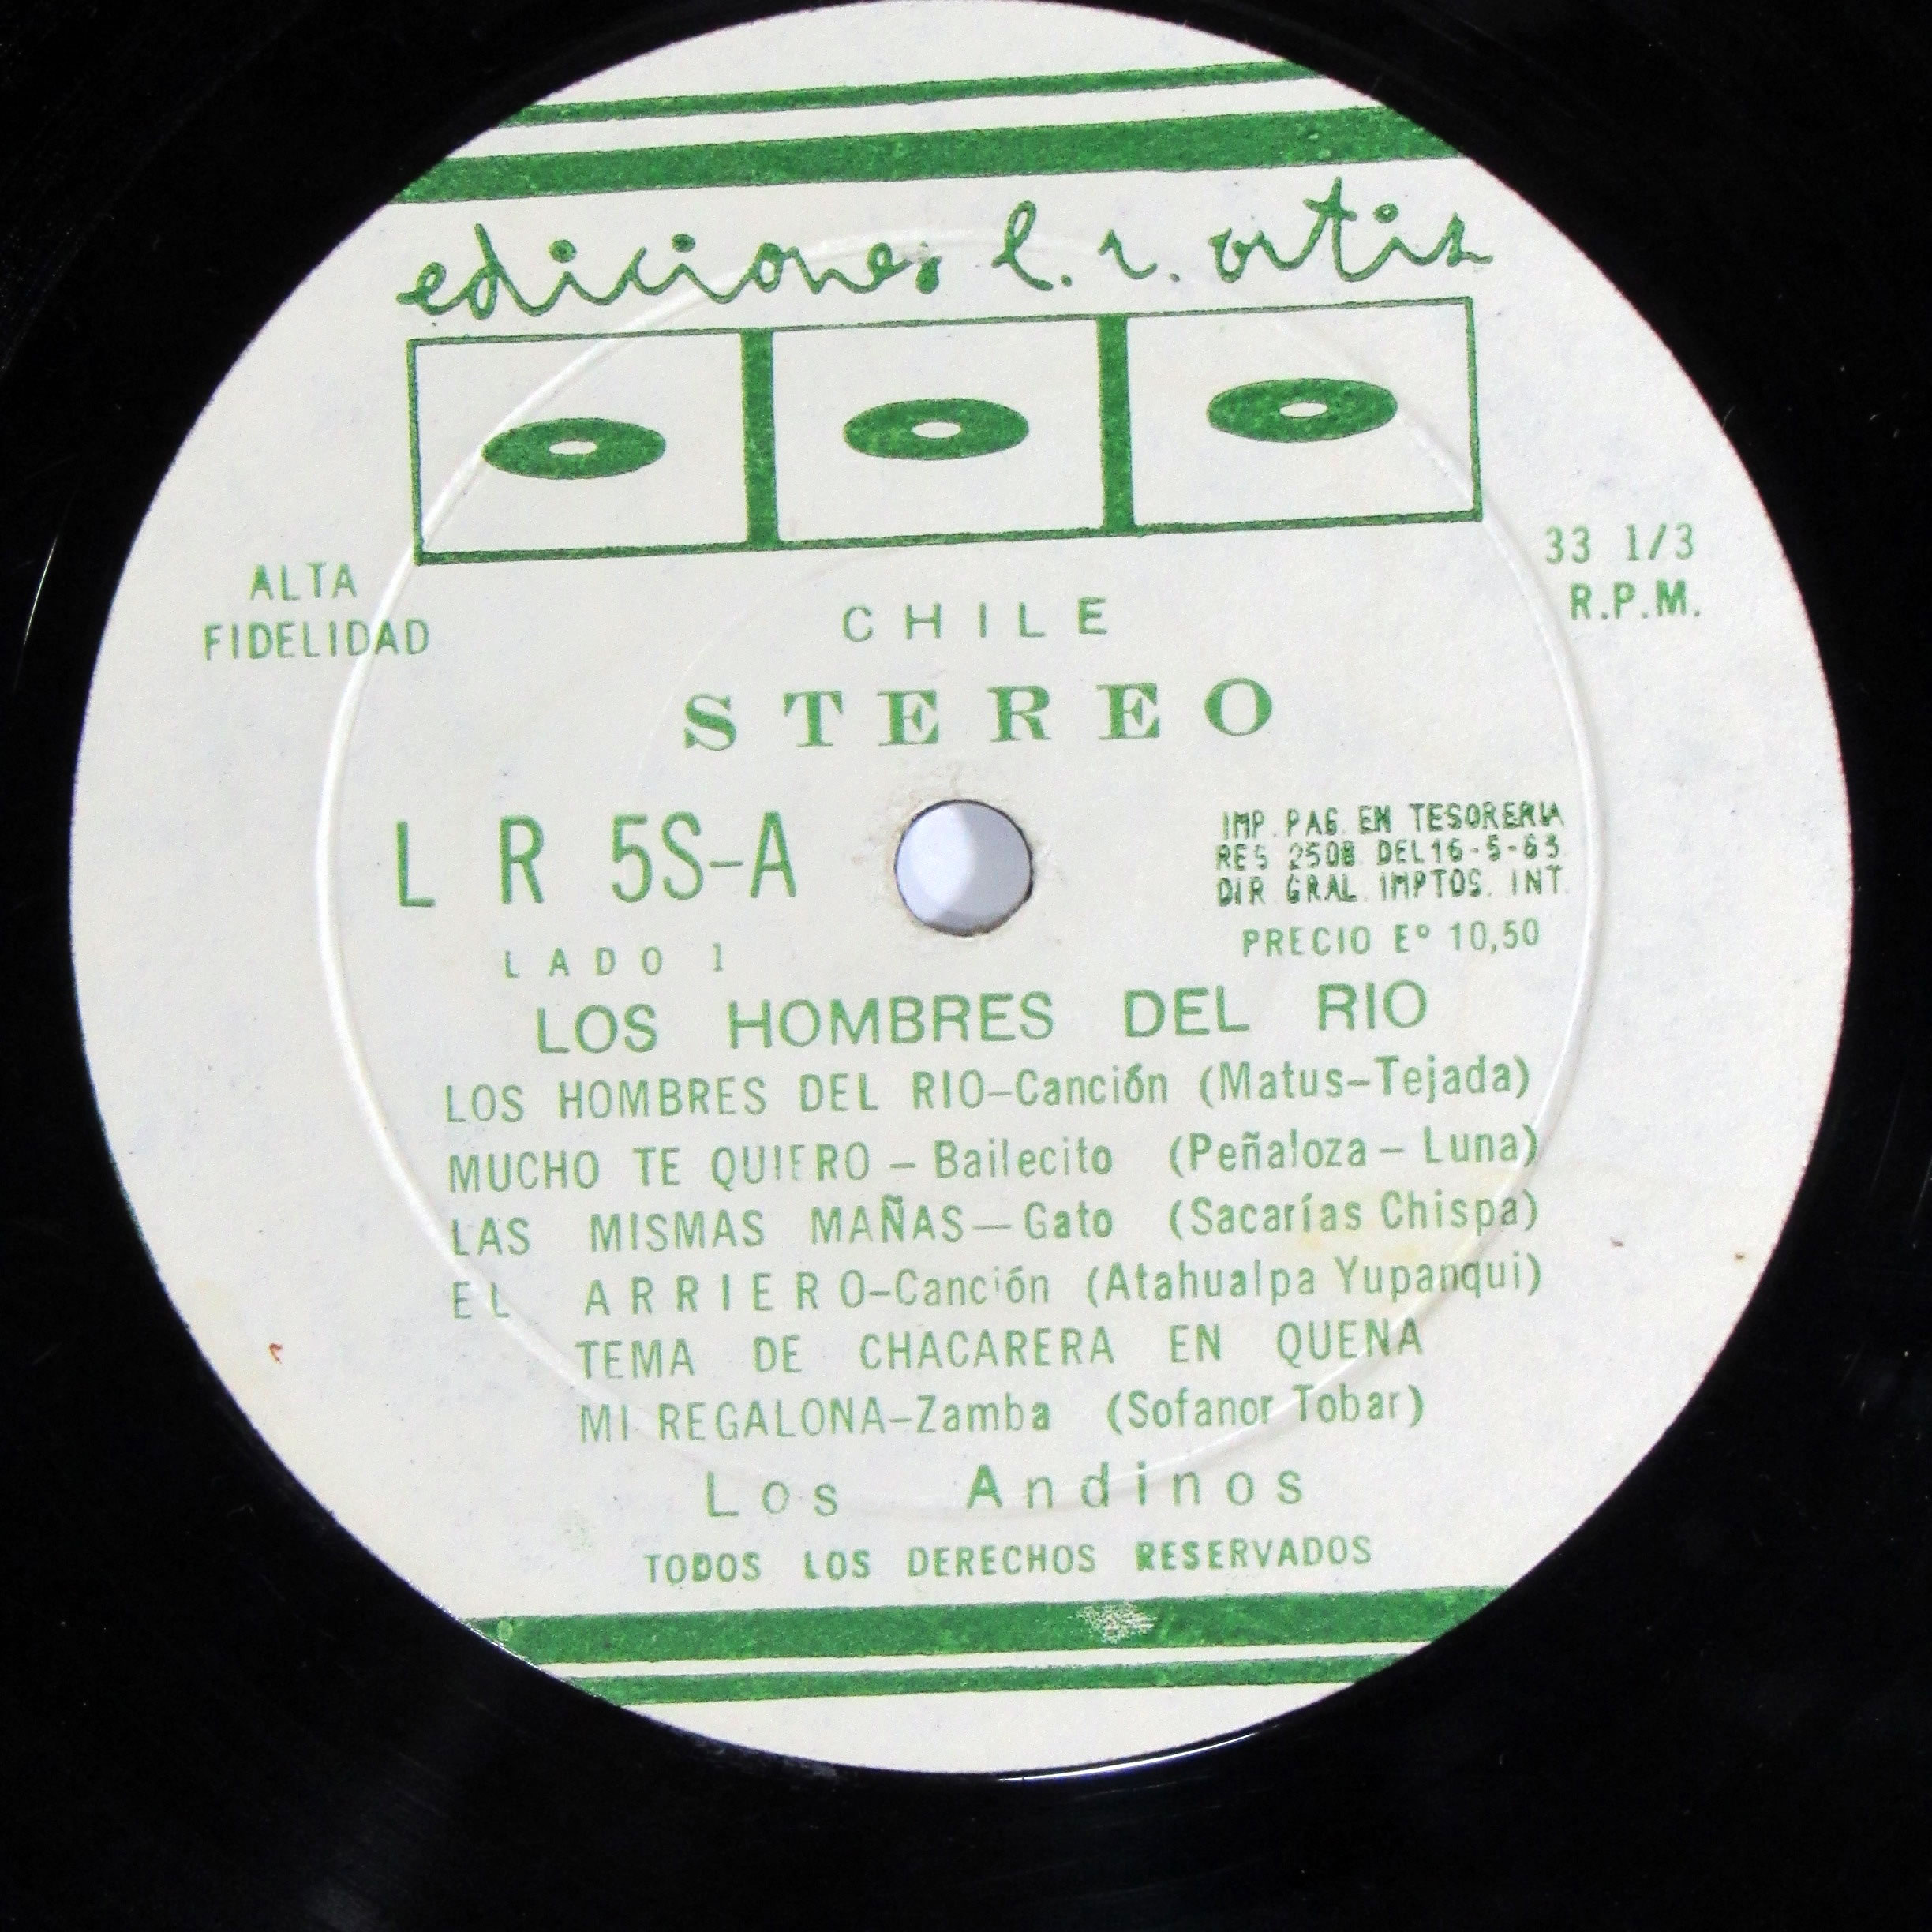 ediciones l. r. ortiz
ALTA
FIDELIDAD
33 1/3
R.P.M.
CHILE
STEREO
L R 5S-A
IMP. PAG. EN TESORERIA
RES 2508 DEL 16-5-63
DIR GRAL. IMPTOS. INT.
PRECIO Eº 10,50
LADO 1
LOS HOMBRES DEL RIO
LOS HOMBRES DEL RIO-Canción (Matus-Tejada)
MUCHO TE QUIERO - Bailecito (Peñaloza - Luna)
LAS MISMAS MAÑAS - Gato (Sacarías Chispa)
EL ARRIERO-Canción (Atahualpa Yupanqui)
TEMA DE CHACARERA EN QUENA
MI REGALONA-Zamba (Sofanor Tobar)
Los Andinos
TODOS LOS DERECHOS RESERVADOS